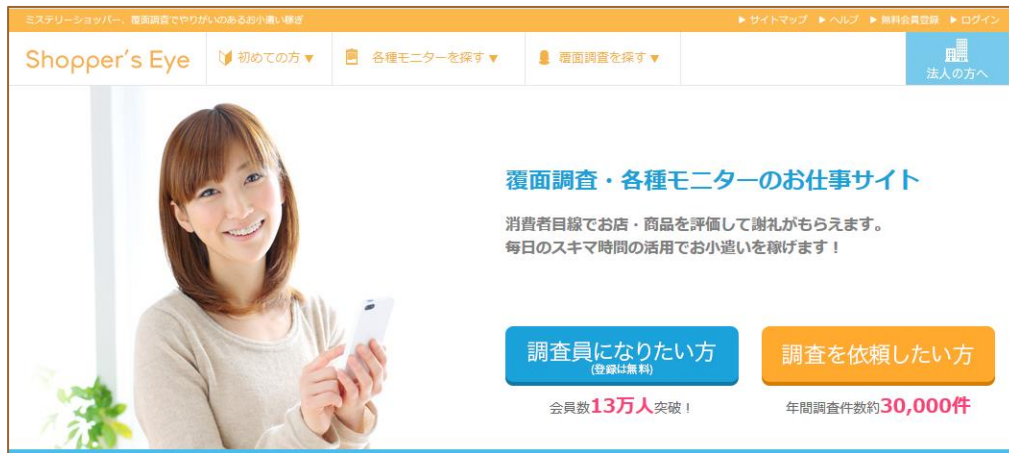 ミステリーショッパー、覆面調査でやりがいのあるお小遣い稼ぎ
▶ サイトマップ ▶ ヘルプ ▶ 無料会員登録 ▶ ログイン
Shopper's Eye
初めての方▼
各種モニターを探す▼
覆面調査を探す▼
法人の方へ
覆面調査・各種モニターのお仕事サイト
消費者目線でお店・商品を評価して謝礼がもらえます。
毎日のスキマ時間の活用でお小遣いを稼げます！
調査員になりたい方
(登録は無料)
調査を依頼したい方
会員数13万人突破！
年間調査件数約30,000件